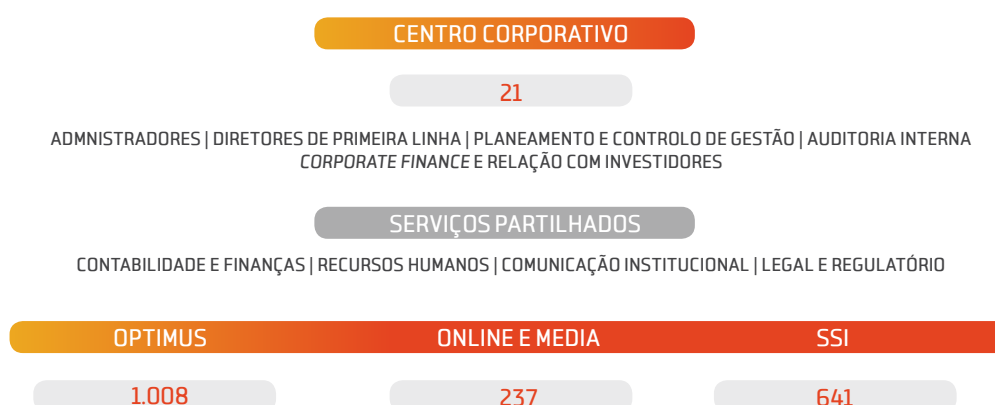 CENTRO CORPORATIVO
21
ADMNISTRADORES | DIRETORES DE PRIMEIRA LINHA | PLANEAMENTO E CONTROLO DE GESTÃO | AUDITORIA INTERNA
CORPORATE FINANCE E RELAÇÃO COM INVESTIDORES
SERVIÇOS PARTILHADOS
CONTABILIDADE E FINANÇAS | RECURSOS HUMANOS | COMUNICAÇÃO INSTITUCIONAL | LEGAL E REGULATÓRIO
OPTIMUS ONLINE E MEDIA SSI
1.008 237 641